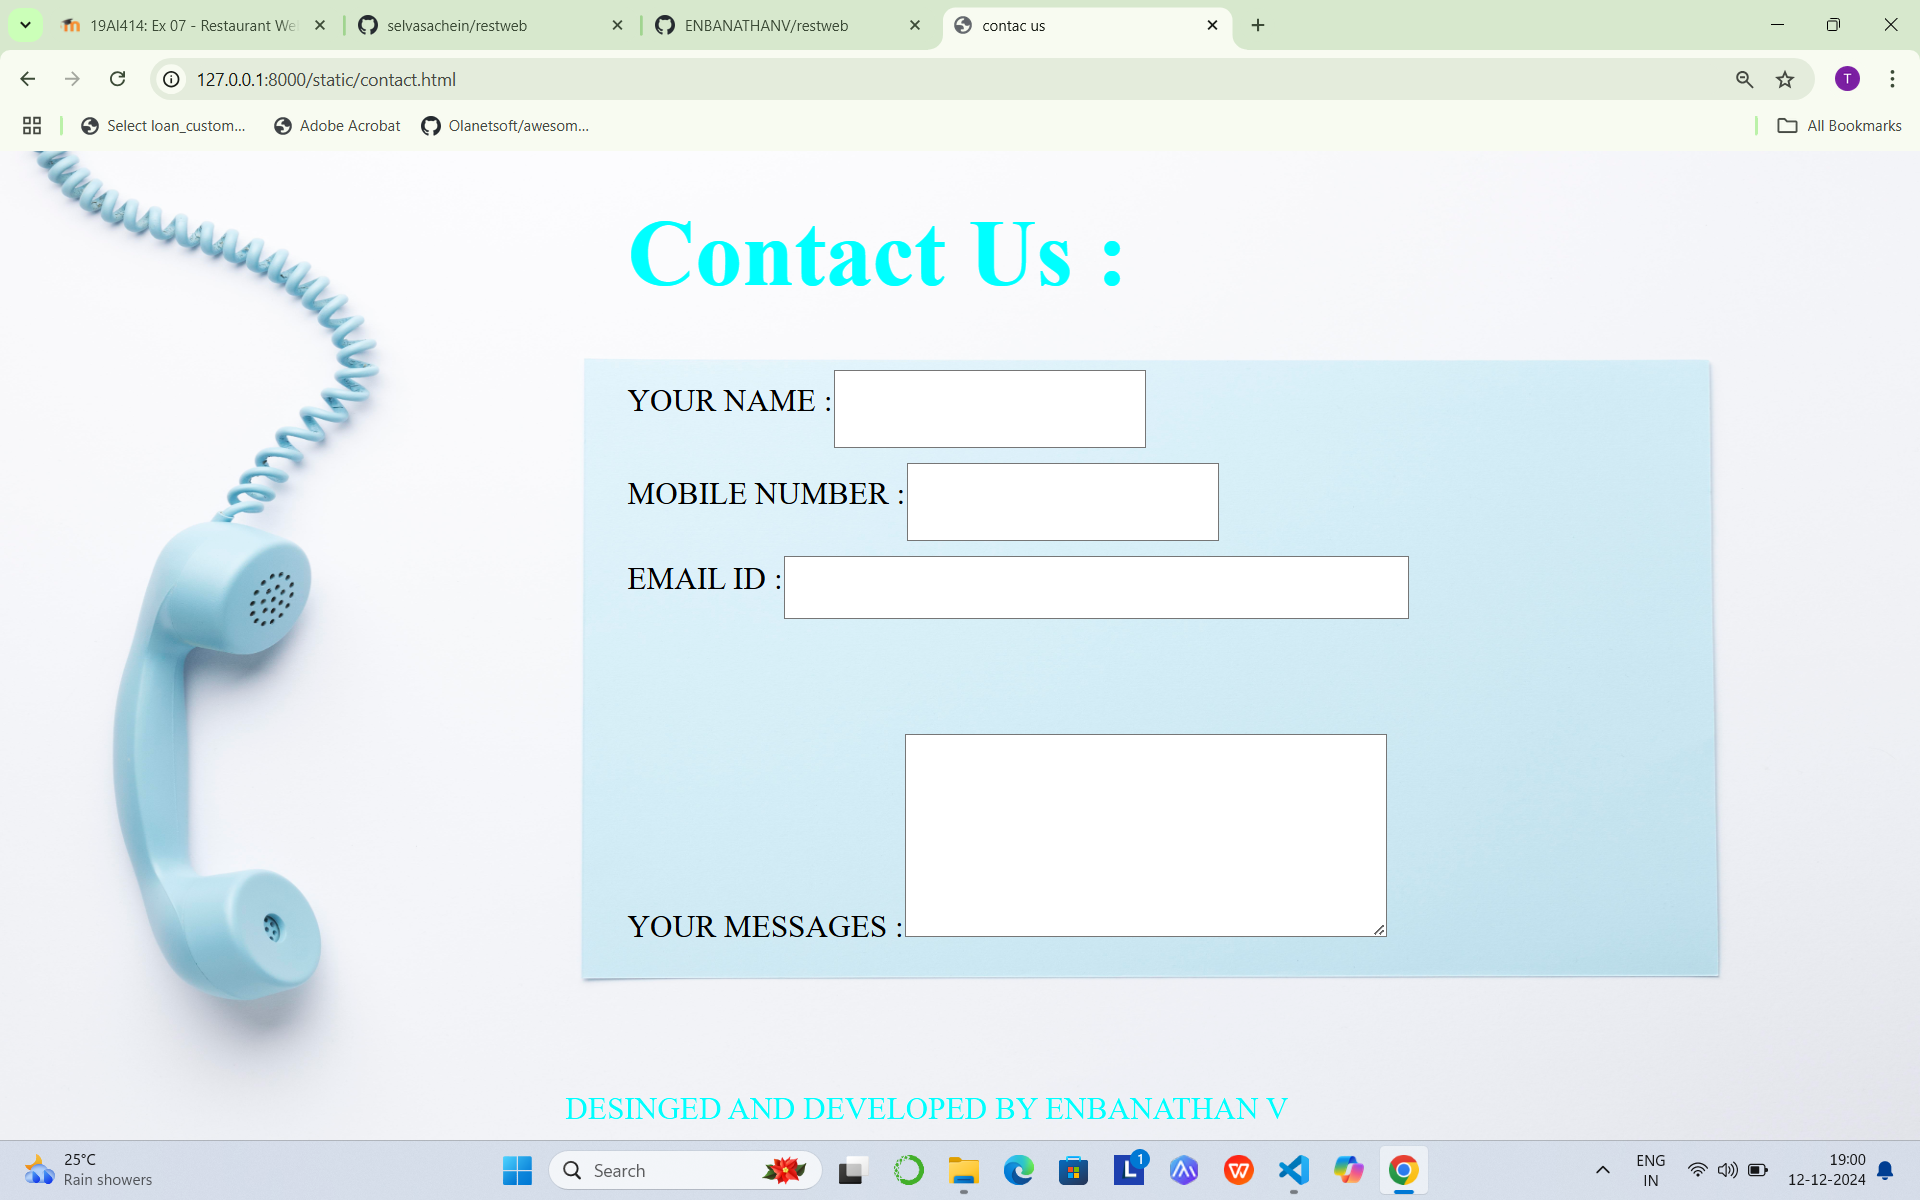 19AI414: Ex 07 - Restaurant We
selvasachein/restweb
ENBANATHANV/restweb
contac us
127.0.0.1:8000/static/contact.html
T
Select loan_custom...
Adobe Acrobat
Olanetsoft/awesom...
All Bookmarks
Contact Us :
YOUR NAME :
MOBILE NUMBER :
EMAIL ID :
YOUR MESSAGES :
DESINGED AND DEVELOPED BY ENBANATHAN V
25°C
Rain showers
Search
L
1
ENG
IN
19:00
12-12-2024